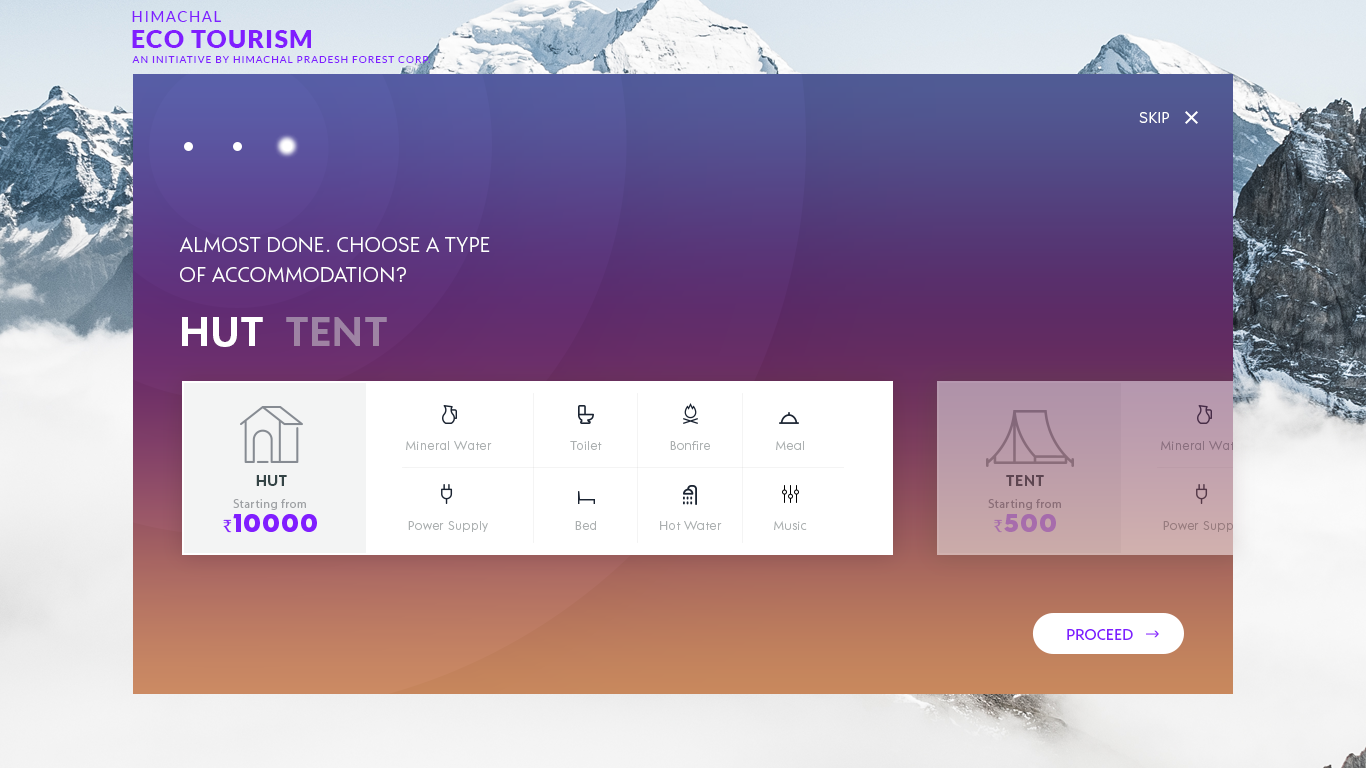 HIMACHAL
ECO TOURISM
AN INITIATIVE BY HIMACHAL PRADESH FOREST CORP.
SKIP
ALMOST DONE. CHOOSE A TYPE
OF ACCOMMODATION?
HUT TENT
Mineral Water Toilet Bonfire Meal
HUT
Starting from
₹10000
Power Supply Bed Hot Water Music
TENT
Starting from
₹500
Mineral Wat
Power Supp
PROCEED